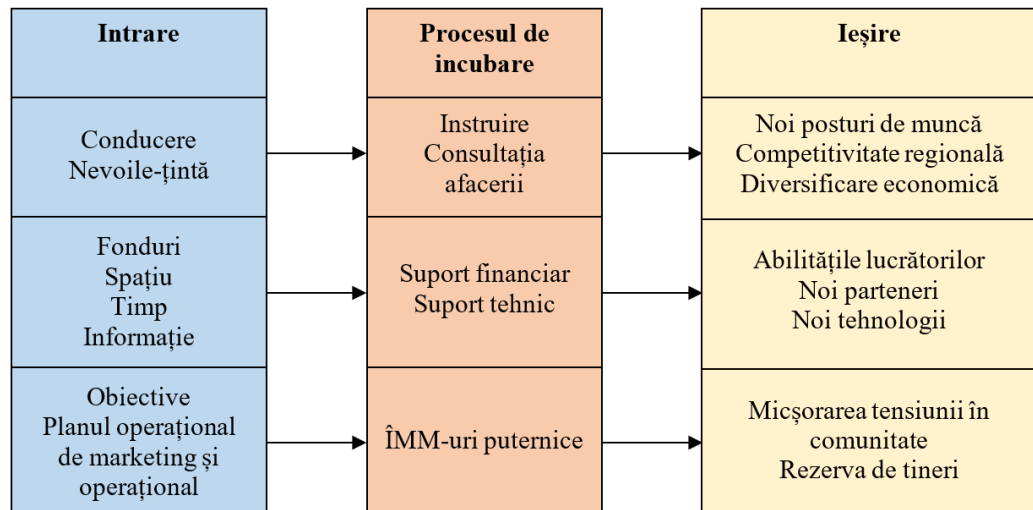 Intrare
Procesul de
incubare
Ieșire
Conducere
Nevoile-țintă
Instruire
Consultația
afacerii
Noi posturi de muncă
Competitivitate regională
Diversificare economică
Fonduri
Spațiu
Timp
Informație
Suport financiar
Suport tehnic
Abilitățile lucrătorilor
Noi parteneri
Noi tehnologii
Obiective
Planul operațional
de marketing și
operațional
ÎMM-uri puternice
Micșorarea tensiunii în
comunitate
Rezerva de tineri